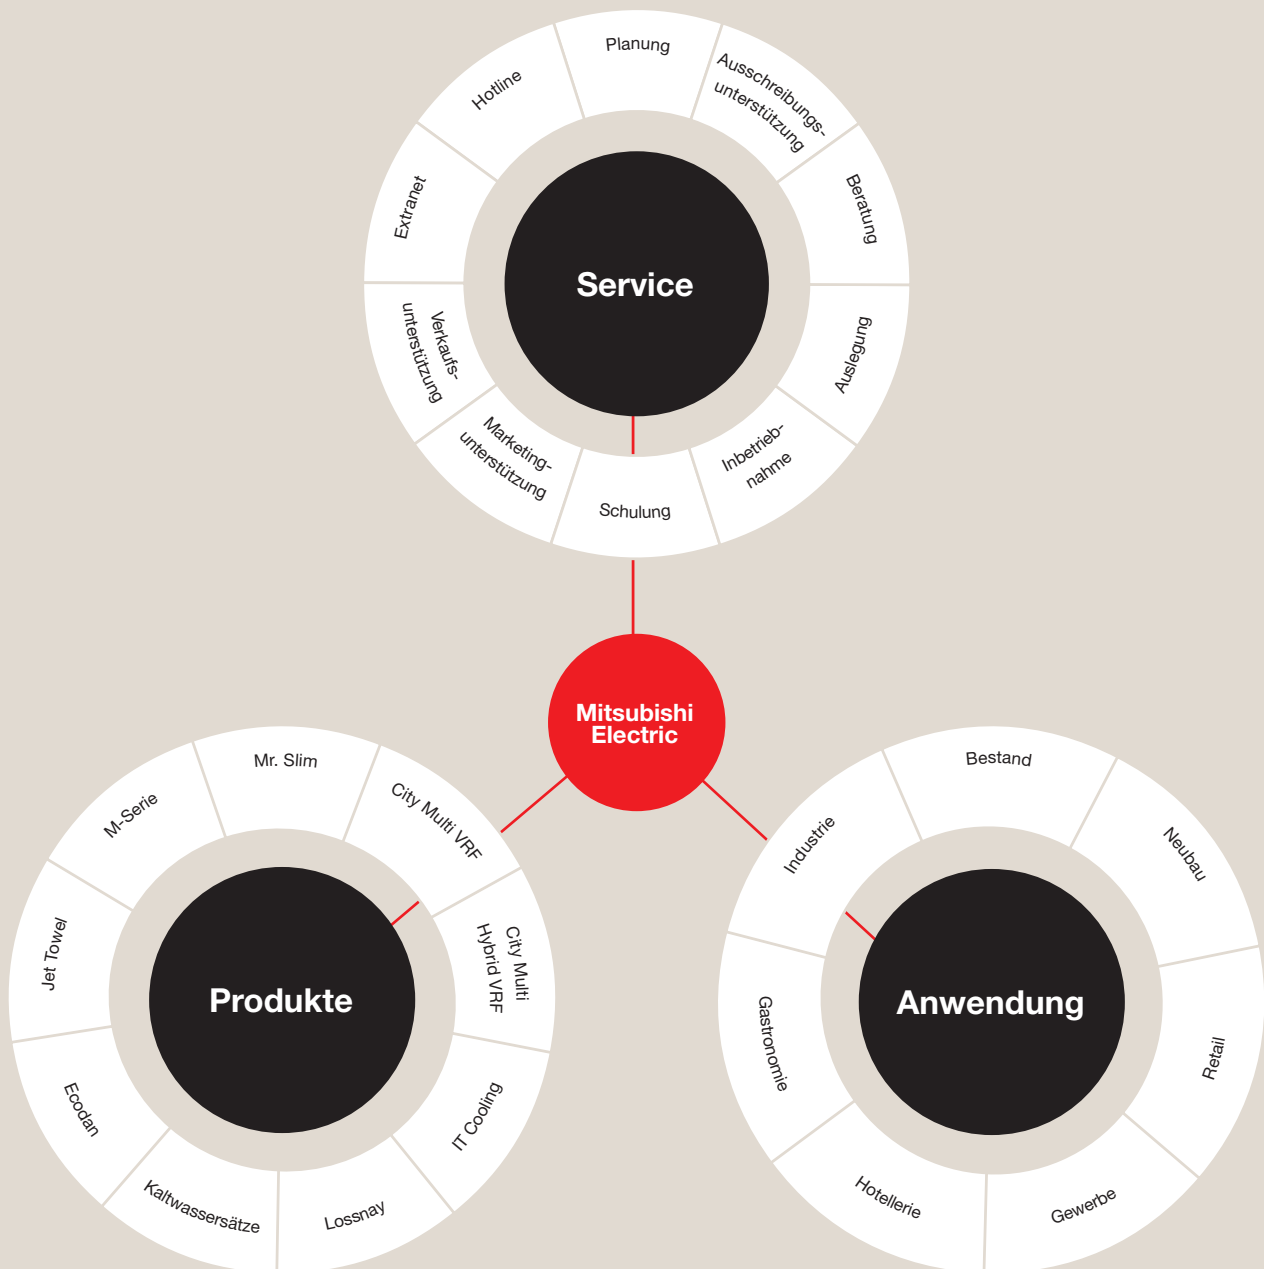 Planung
Ausschreibungs-
unterstützung
Beratung
Auslegung
Inbetrieb-
nahme
Schulung
Marketing-
unterstützung
Verkaufs-
unterstützung
Extranet
Hotline
Service
Mitsubishi
Electric
Mr. Slim
City Multi VRF
City Multi
Hybrid VRF
IT Cooling
Lossnay
Kaltwassersätze
Ecodan
Jet Towel
M-Serie
Produkte
Bestand
Neubau
Retail
Gewerbe
Hotellerie
Gastronomie
Industrie
Anwendung